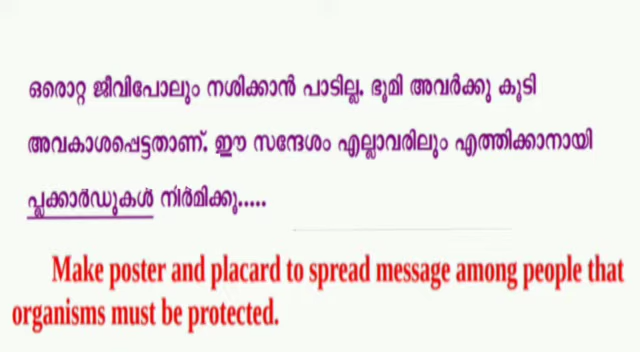 ഒരൊറ്റ ജീവിപോലും നശിക്കാൻ പാടില്ല. ഭൂമി അവർക്കു കൂടി
അവകാശപ്പെട്ടതാണ്. ഈ സന്ദേശം എല്ലാവരിലും എത്തിക്കാനായി
പ്ലക്കാർഡുകൾ നിർമിക്കൂ.....
Make poster and placard to spread message among people that
organisms must be protected.